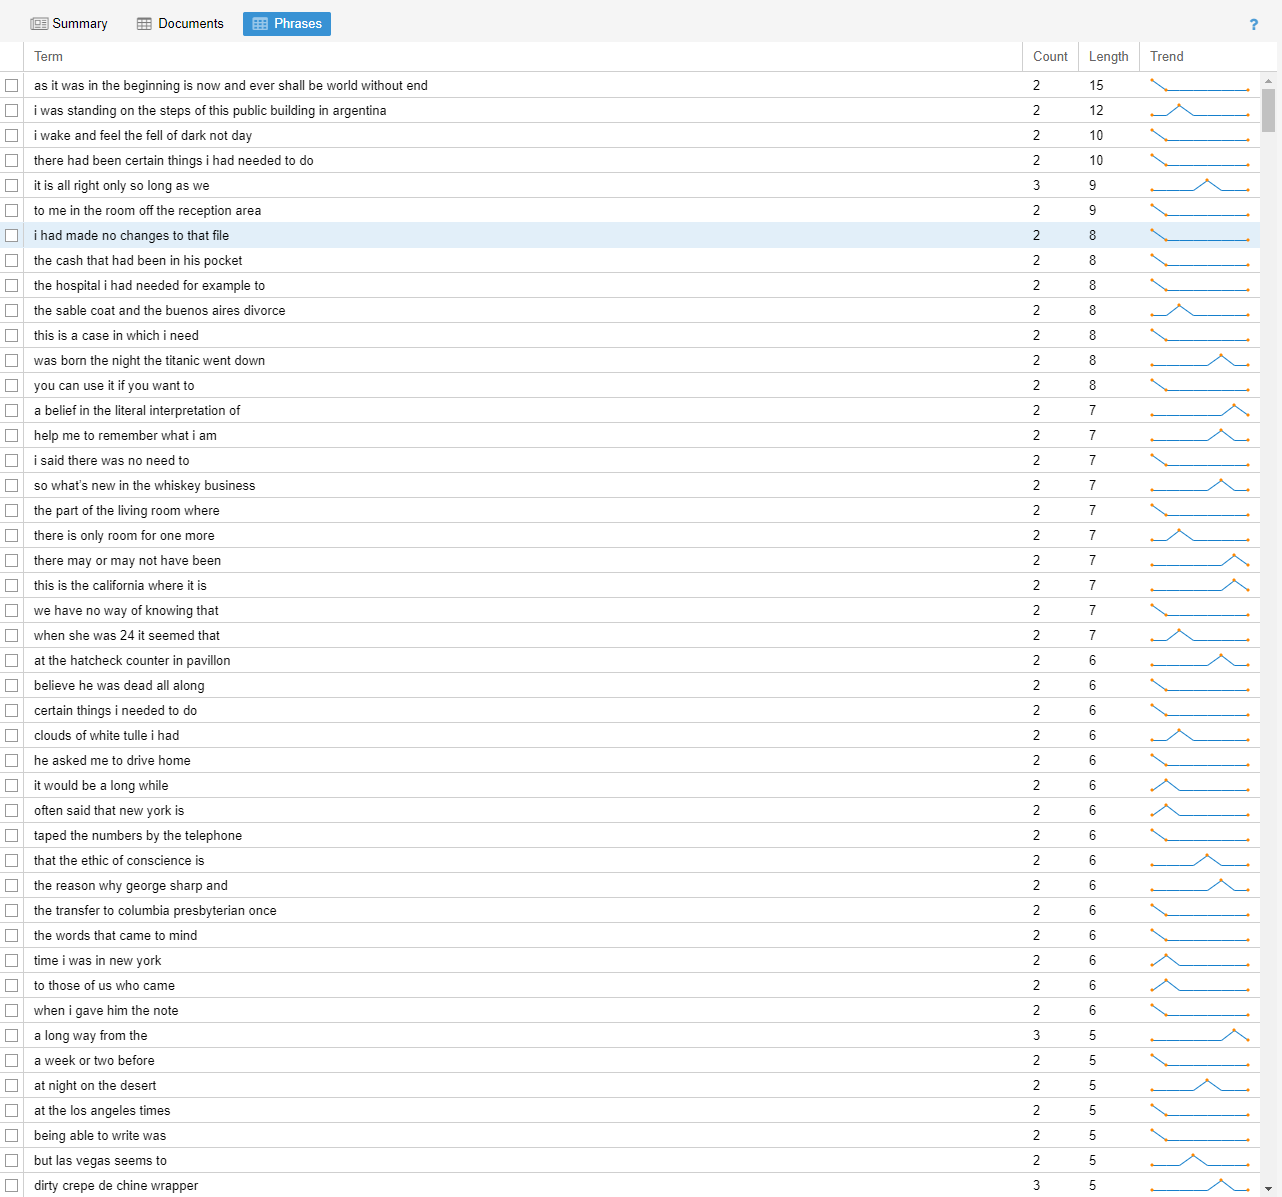 Summary Documents Phrases ?
Term Count Length Trend
as it was in the beginning is now and ever shall be world without end 2 15
i was standing on the steps of this public building in argentina 2 12
i wake and feel the fell of dark not day 2 10
there had been certain things i had needed to do 2 10
it is all right only so long as we 3 9
to me in the room off the reception area 2 9
i had made no changes to that file 2 8
the cash that had been in his pocket 2 8
the hospital i had needed for example to 2 8
the sable coat and the buenos aires divorce 2 8
this is a case in which i need 2 8
was born the night the titanic went down 2 8
you can use it if you want to 2 8
a belief in the literal interpretation of 2 7
help me to remember what i am 2 7
i said there was no need to 2 7
so what's new in the whiskey business 2 7
the part of the living room where 2 7
there is only room for one more 2 7
there may or may not have been 2 7
this is the california where it is 2 7
we have no way of knowing that 2 7
when she was 24 it seemed that 2 7
at the hatcheck counter in pavillon 2 6
believe he was dead all along 2 6
certain things i needed to do 2 6
clouds of white tulle i had 2 6
he asked me to drive home 2 6
it would be a long while 2 6
often said that new york is 2 6
taped the numbers by the telephone 2 6
that the ethic of conscience is 2 6
the reason why george sharp and 2 6
the transfer to columbia presbyterian once 2 6
the words that came to mind 2 6
time i was in new york 2 6
to those of us who came 2 6
when i gave him the note 2 6
a long way from the 3 5
a week or two before 2 5
at night on the desert 2 5
at the los angeles times 2 5
being able to write was 2 5
but las vegas seems to 2 5
dirty crepe de chine wrapper 3 5